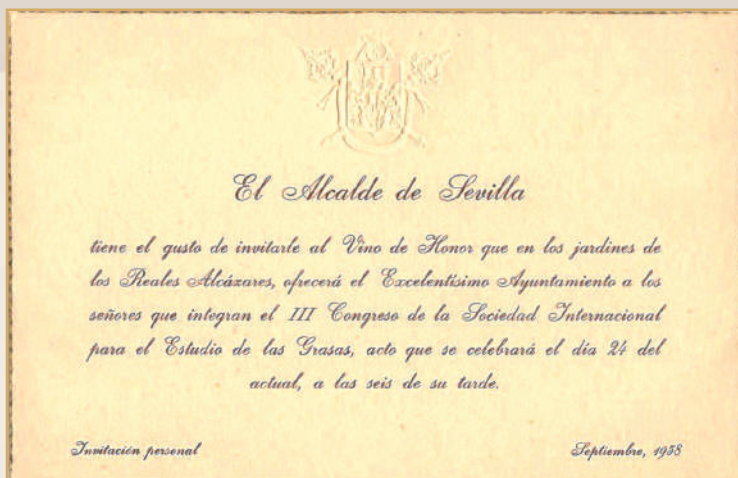 El Alcalde de Sevilla
tiene el gusto de invitarle al Vino de Honor que en los jardines de
los Reales Alcázares, ofrecerá el Excelentísimo Ayuntamiento a los
señores que integran el III Congreso de la Sociedad Internacional
para el Estudio de las Grasas, acto que se celebrará el día 24 del
actual, a las seis de su tarde.
Invitación personal
Septiembre, 1958